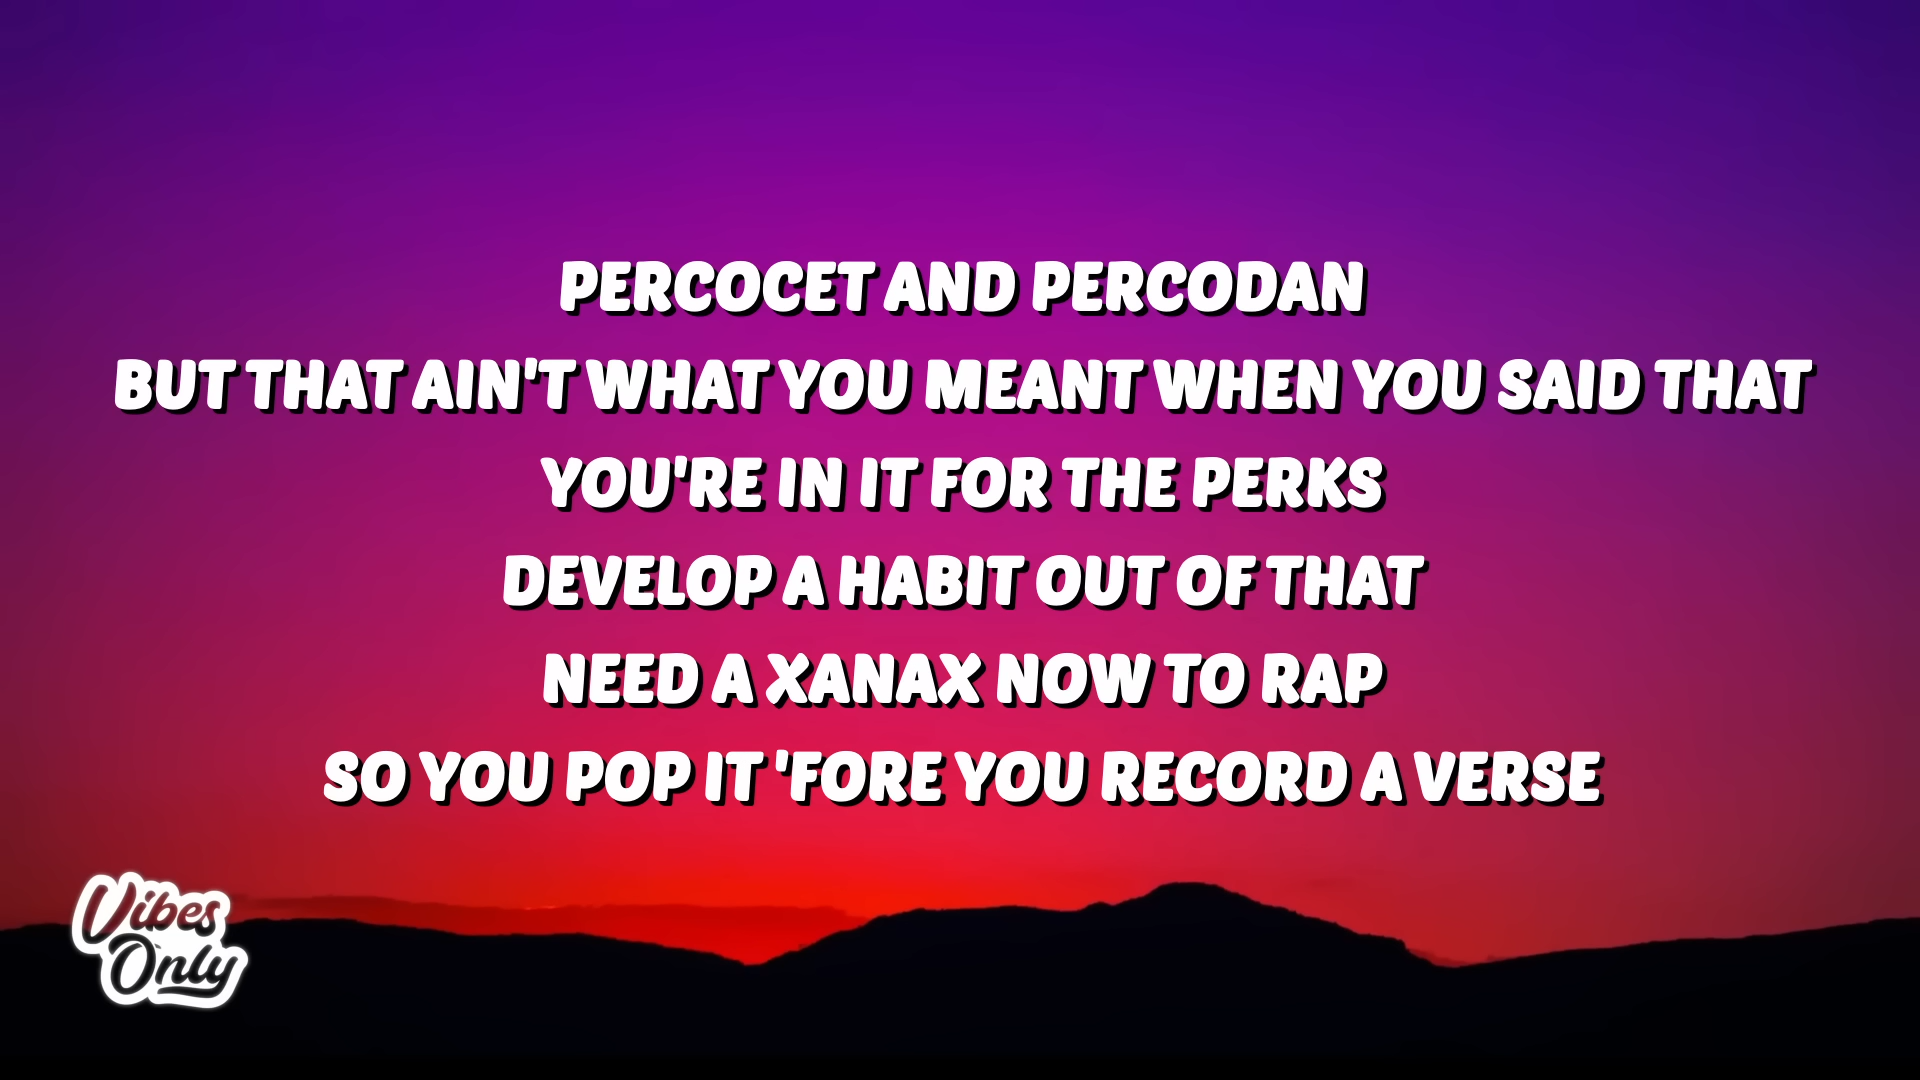 PERCOCET AND PERCODAN
BUT THAT AIN'T WHAT YOU MEANT WHEN YOU SAID THAT
YOU'RE IN IT FOR THE PERKS
DEVELOP A HABIT OUT OF THAT
NEED A XANAX NOW TO RAP
SO YOU POP IT 'FORE YOU RECORD A VERSE
Vibes
Only